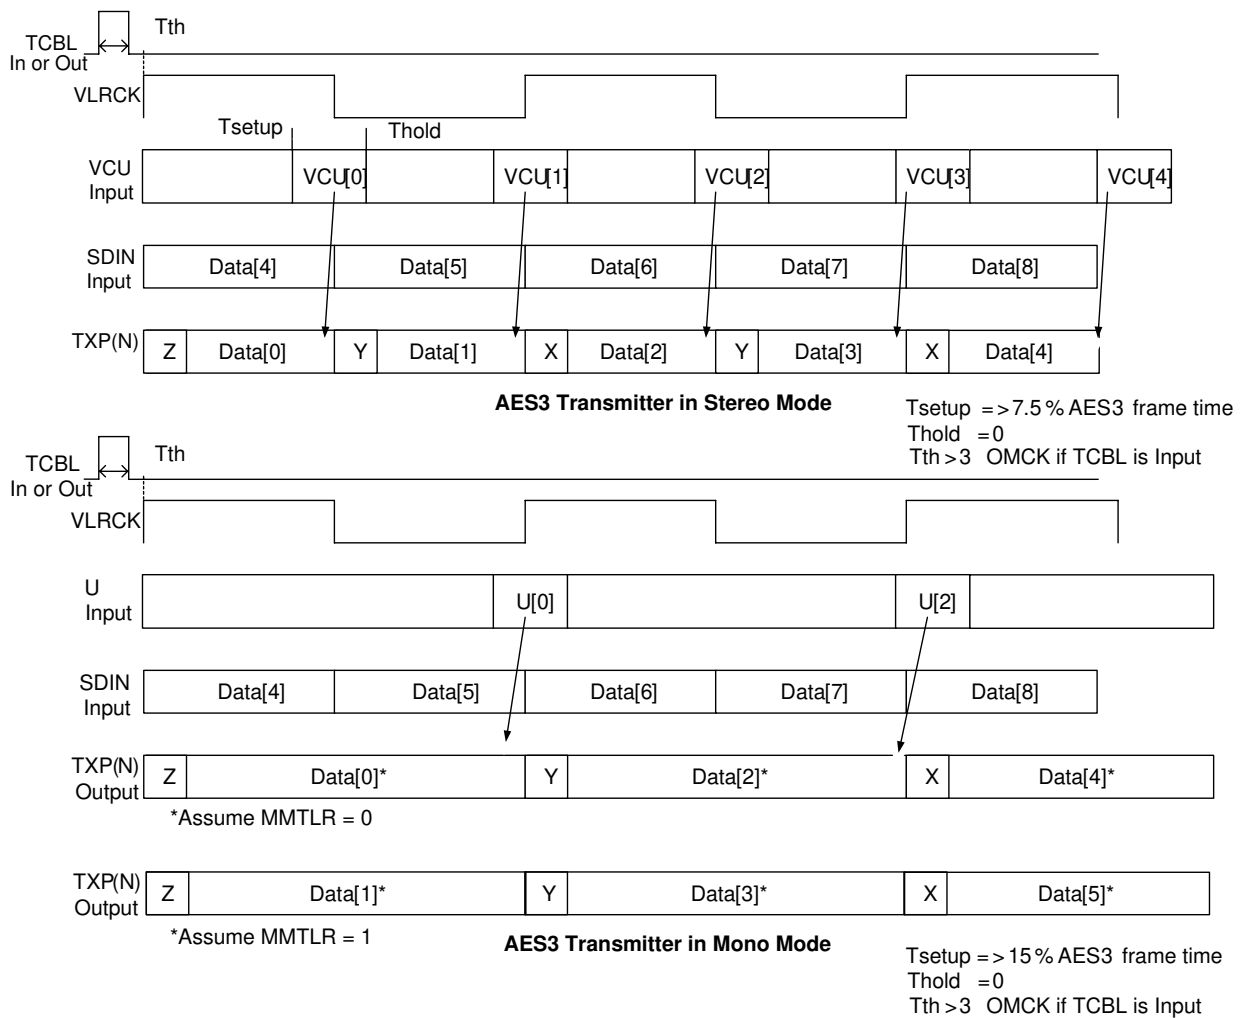 TCBL
In or Out
Tth
VLRCK
Tsetup
Thold
VCU
Input
VCU[0]
VCU[1]
VCU[2]
VCU[3]
VCU[4]
SDIN
Input
Data[4]
Data[5]
Data[6]
Data[7]
Data[8]
TXP(N)
Z
Data[0]
Y
Data[1]
X
Data[2]
Y
Data[3]
X
Data[4]
AES3 Transmitter in Stereo Mode
Tsetup =>7.5% AES3 frame time
Thold =0
Tth >3 OMCK if TCBL is Input
TCBL
In or Out
Tth
VLRCK
U
Input
U[0]
U[2]
SDIN
Input
Data[4]
Data[5]
Data[6]
Data[7]
Data[8]
TXP(N)
Output
Z
Data[0]*
Y
Data[2]*
X
Data[4]*
*Assume MMTLR = 0
TXP(N)
Output
Z
Data[1]*
Y
Data[3]*
X
Data[5]*
*Assume MMTLR = 1
AES3 Transmitter in Mono Mode
Tsetup =>15% AES3 frame time
Thold =0
Tth >3 OMCK if TCBL is Input